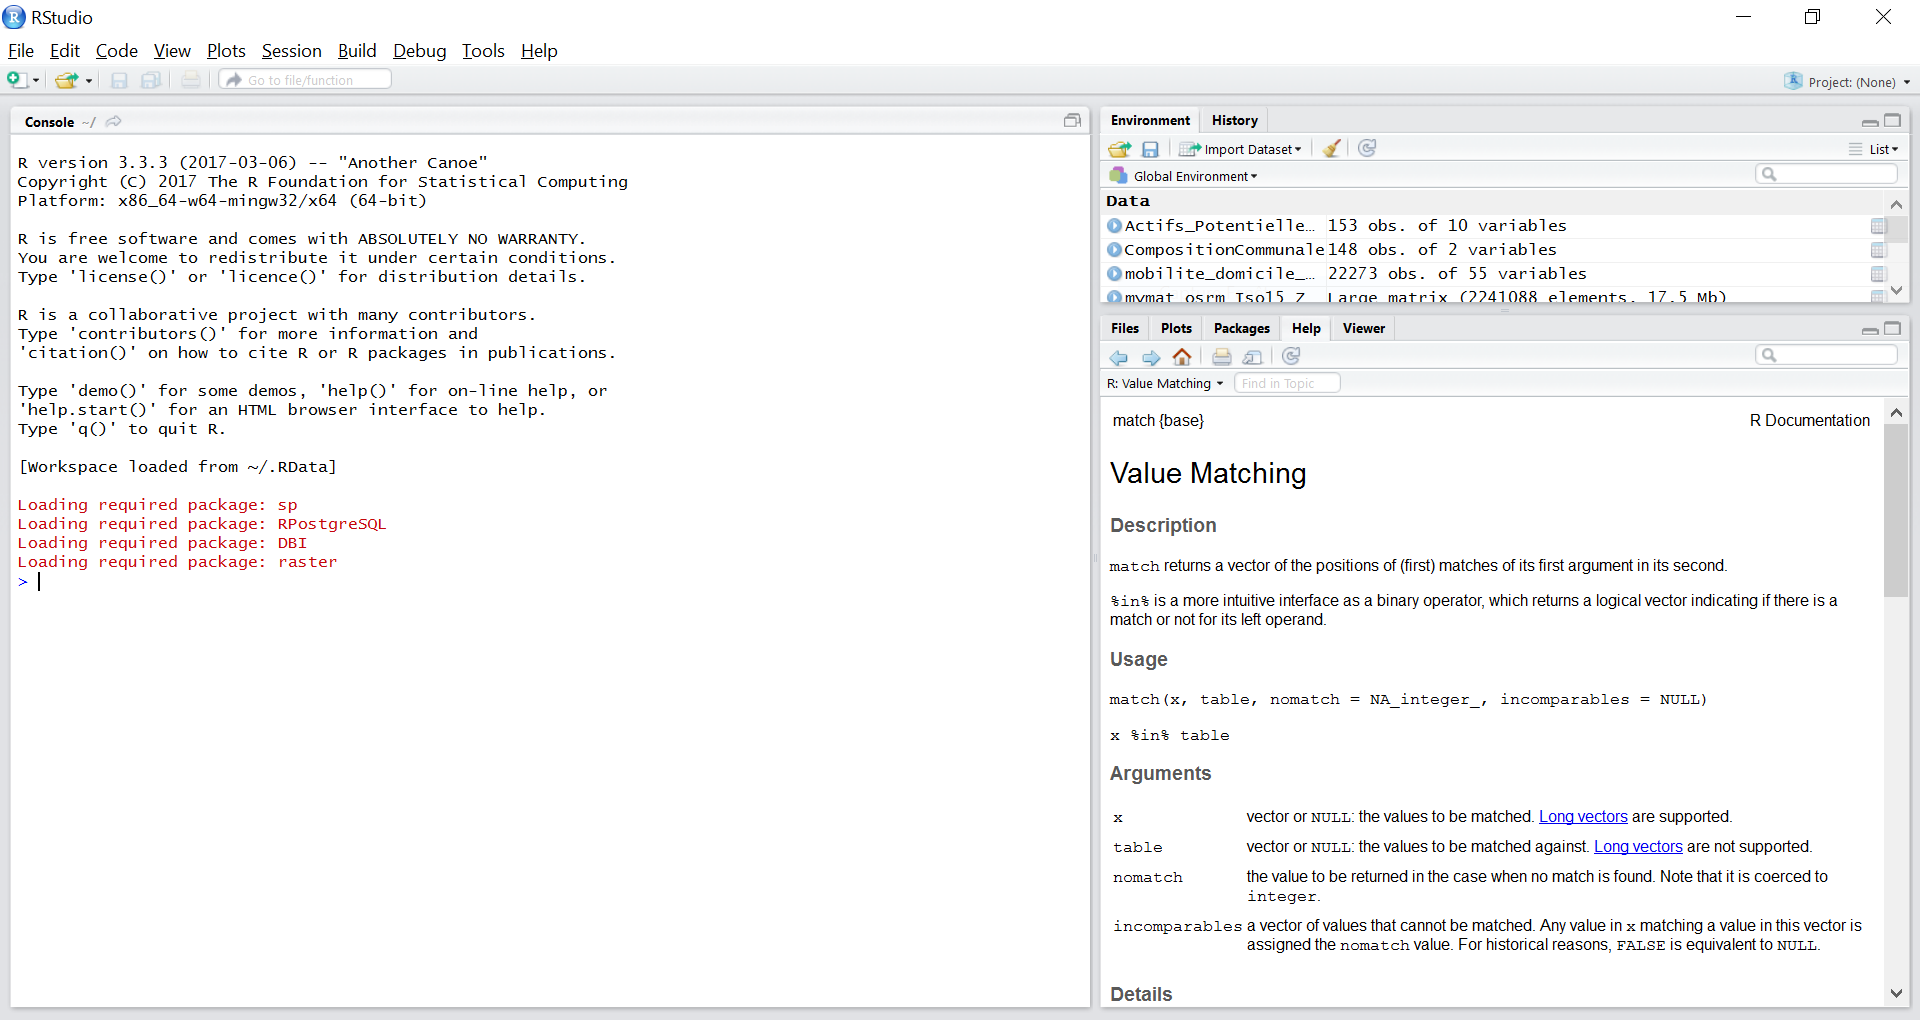 RStudio
File Edit Code View Plots Session Build Debug Tools Help
Go to file/function
Project: (None)
Console ~/
R version 3.3.3 (2017-03-06) -- "Another Canoe"
Copyright (C) 2017 The R Foundation for Statistical Computing
Platform: x86_64-w64-mingw32/x64 (64-bit)
R is free software and comes with ABSOLUTELY NO WARRANTY.
You are welcome to redistribute it under certain conditions.
Type 'license()' or 'licence()' for distribution details.
R is a collaborative project with many contributors.
Type 'contributors()' for more information and
'citation()' on how to cite R or R packages in publications.
Type 'demo()' for some demos, 'help()' for on-line help, or
'help.start()' for an HTML browser interface to help.
Type 'q()' to quit R.
[Workspace loaded from ~/.RData]
Loading required package: sp
Loading required package: RPostgreSQL
Loading required package: DBI
Loading required package: raster
>
Environment History
Import Dataset
List
Global Environment
Data
Actifs_Potentielle... 153 obs. of 10 variables
CompositionCommunale 148 obs. of 2 variables
mobilite_domicile_... 22273 obs. of 55 variables
mymat_osrm_Iso15_Z... Large matrix (2241088 elements, 17.5 Mb)
Files Plots Packages Help Viewer
R: Value Matching Find in Topic
match {base} R Documentation
Value Matching
Description
match returns a vector of the positions of (first) matches of its first argument in its second.
%in% is a more intuitive interface as a binary operator, which returns a logical vector indicating if there is a
match or not for its left operand.
Usage
match(x, table, nomatch = NA_integer_, incomparables = NULL)
x %in% table
Arguments
x vector or NULL: the values to be matched. Long vectors are supported.
table vector or NULL: the values to be matched against. Long vectors are not supported.
nomatch the value to be returned in the case when no match is found. Note that it is coerced to
integer.
incomparables a vector of values that cannot be matched. Any value in x matching a value in this vector is
assigned the nomatch value. For historical reasons, FALSE is equivalent to NULL.
Details